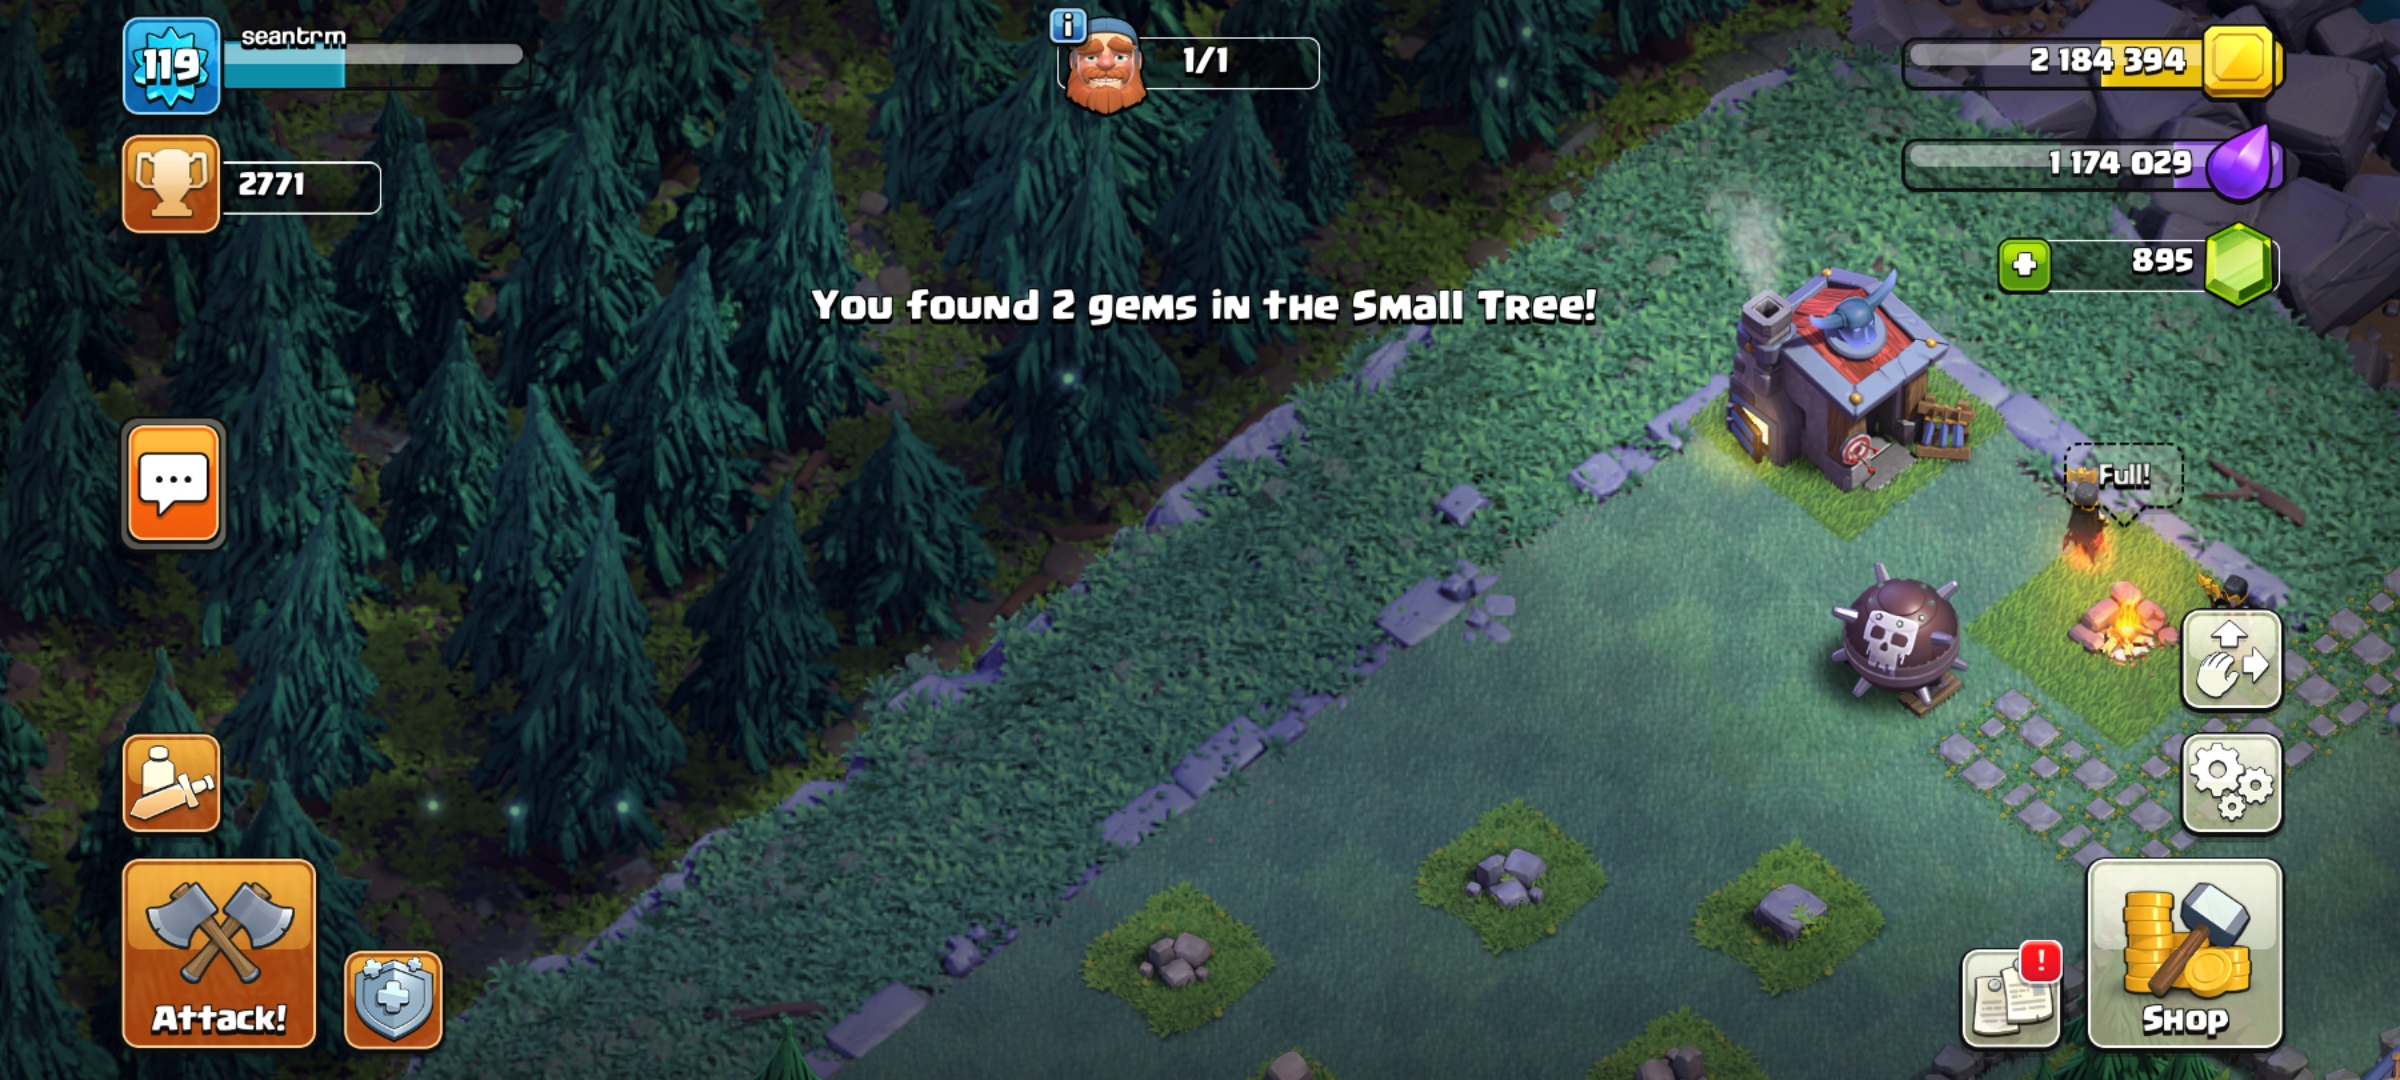 119
seantrm
1/1
2 184 394
2771
1 174 029
895
You found 2 gems in the Small Tree!
Full!
Attack!
!
Shop